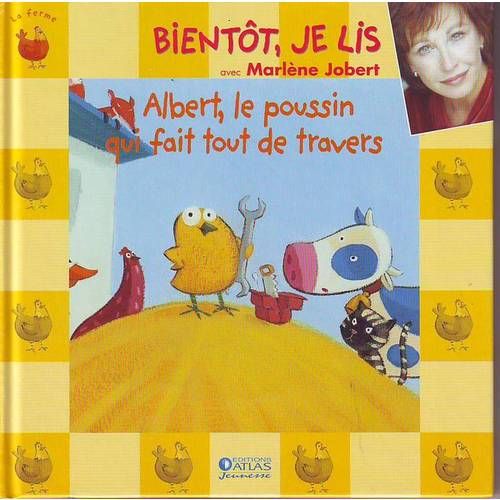 La ferme
BIENTÔT, JE LIS
avec Marlène Jobert
Albert, le poussin
qui fait tout de travers
EDITIONS
ATLAS
Jeunesse